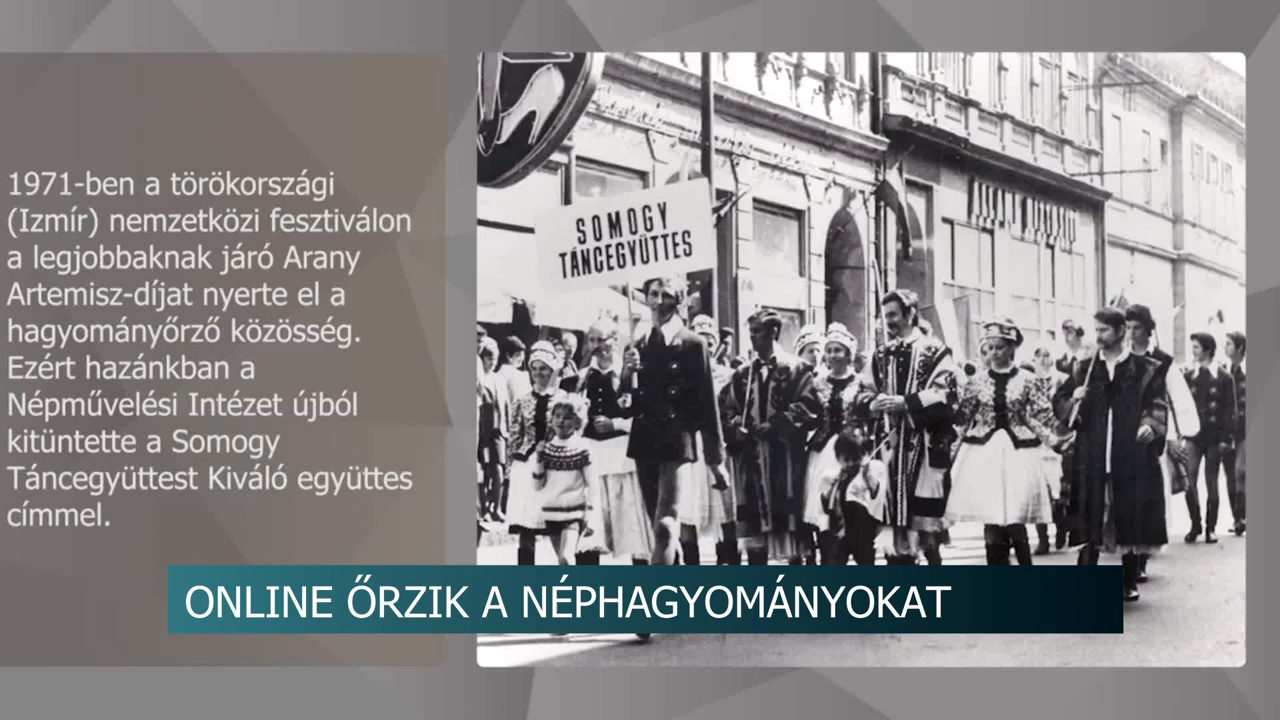 1971-ben a törökországi
(Izmír) nemzetközi fesztiválon
a legjobbaknak járó Arany
Artemisz-díjat nyerte el a
hagyományőrző közösség.
Ezért hazánkban a
Népművelési Intézet újból
kitüntette a Somogy
Táncegyüttest Kiváló együttes
címmel.
SOMOGY
TÁNCEGYÜTTES
ONLINE ŐRZIK A NÉPHAGYOMÁNYOKAT